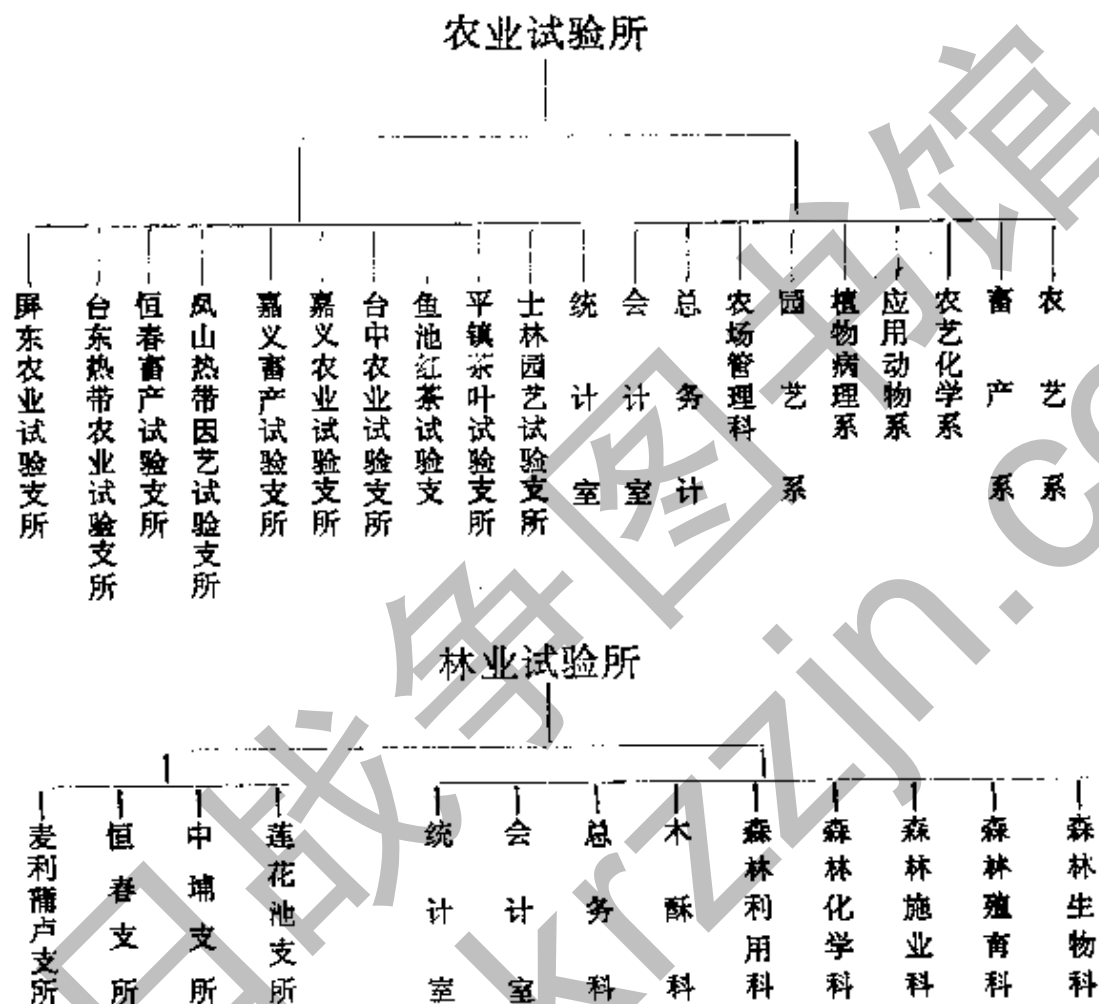 农业试验所
屏东农业试验支所
台东热带农业试验支所
恒春畜产试验支所
凤山热带因艺试验支所
嘉义畜产试验支所
嘉义农业试验支所
台中农业试验支所
鱼池红茶试验支
平镇茶叶试验支所
士林园艺试验支所
统计室
会计室
总务计
农场管理科
园艺系
植物病理系
应用动物系
农艺化学系
畜产系
农艺系
林业试验所
麦利蒲卢支所
恒春支所
中埔支所
莲花池支所
统计室
会计室
总务科
木酥科
森林利用科
森林化学科
森林施业科
森林殖育科
森林生物科
日战争图书馆
krzzjn.c